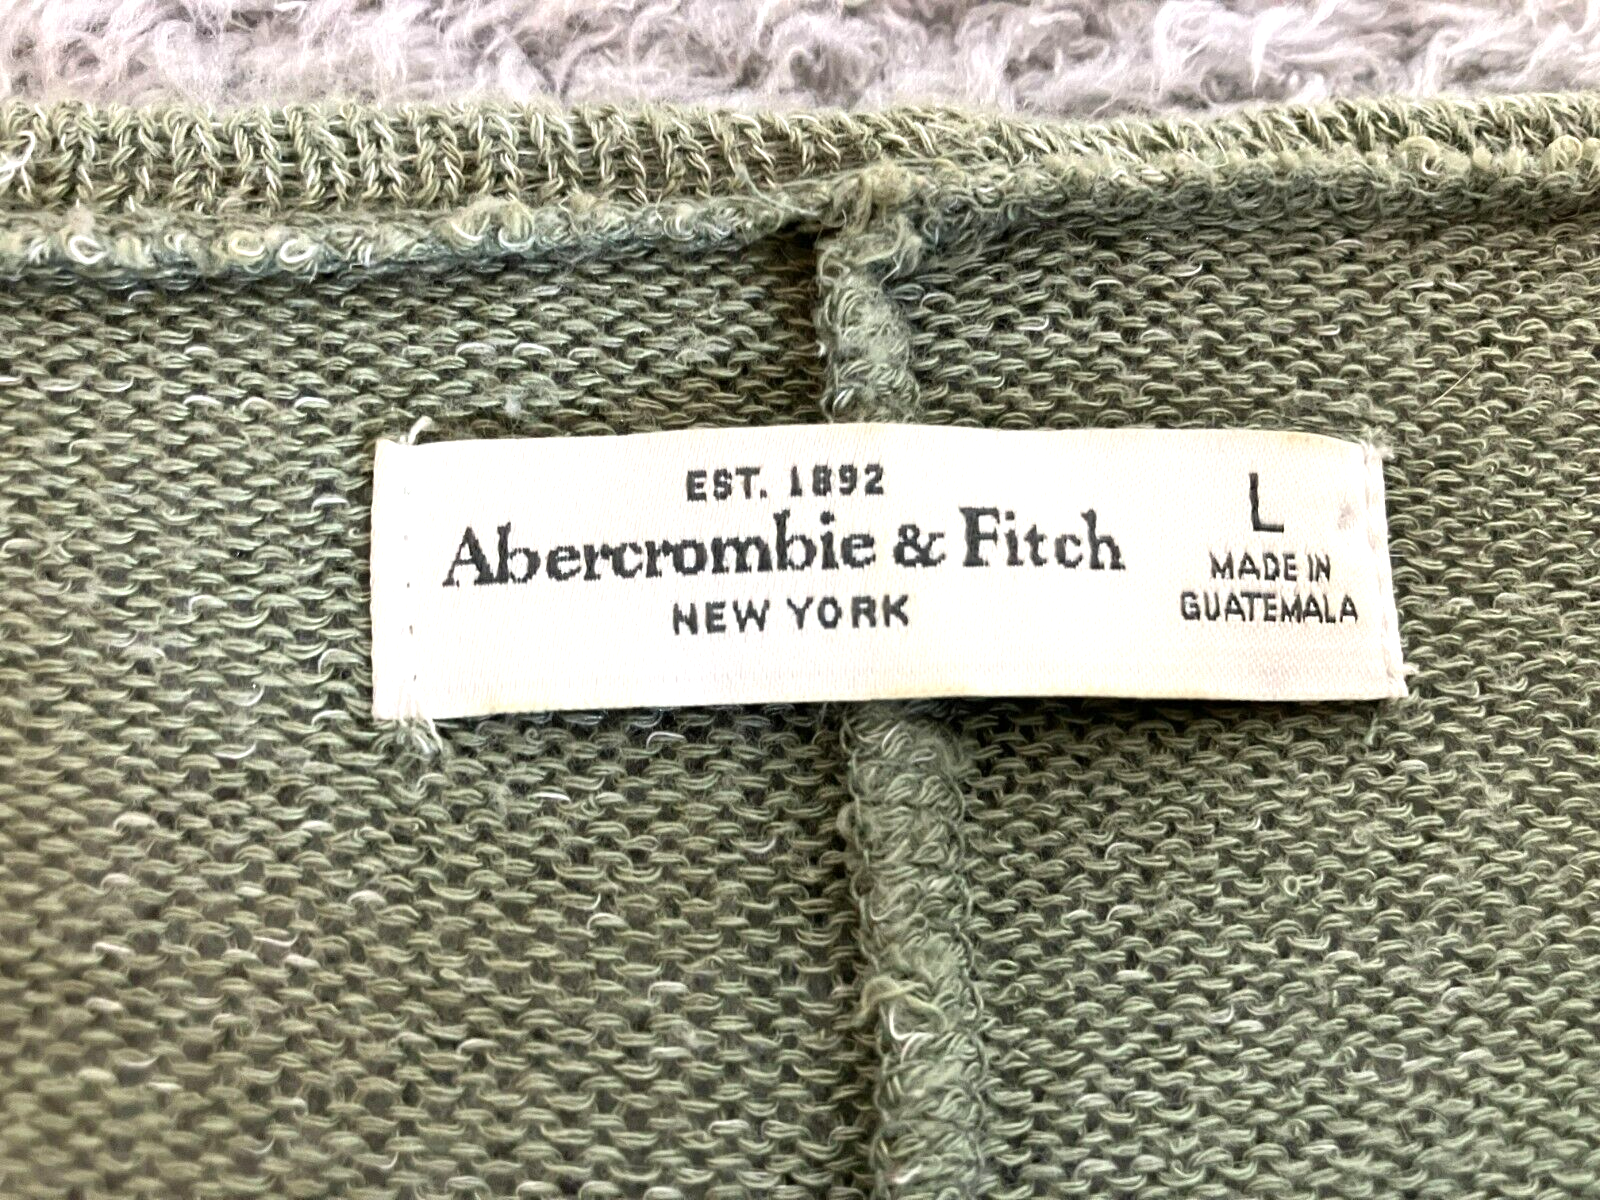 EST. 1892
Abercrombie & Fitch
NEW YORK
L
MADE IN
GUATEMALA